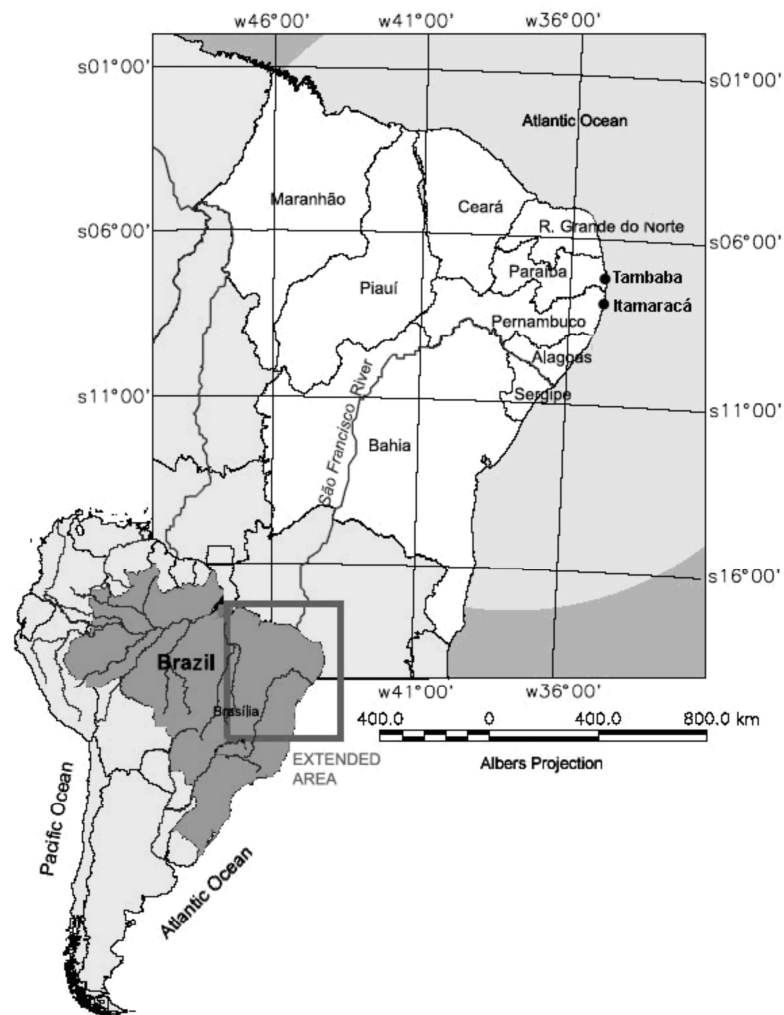 w46°00' w41°00' w36°00'
s01°00' s01°00'
Atlantic Ocean
Maranhão Ceará
s06°00' R. Grande do Norte s06°00'
Paraíba Tambaba
Piauí
Itamaracá
Pernambuco
Alagoas
São Francisco River
Sergipe
s11°00' s11°00'
Bahia
s16°00'
Brazil
w41°00' w36°00'
Brasília
400.0 0 400.0 800.0 km
EXTENDED
AREA
Albers Projection
Pacific Ocean
Atlantic Ocean